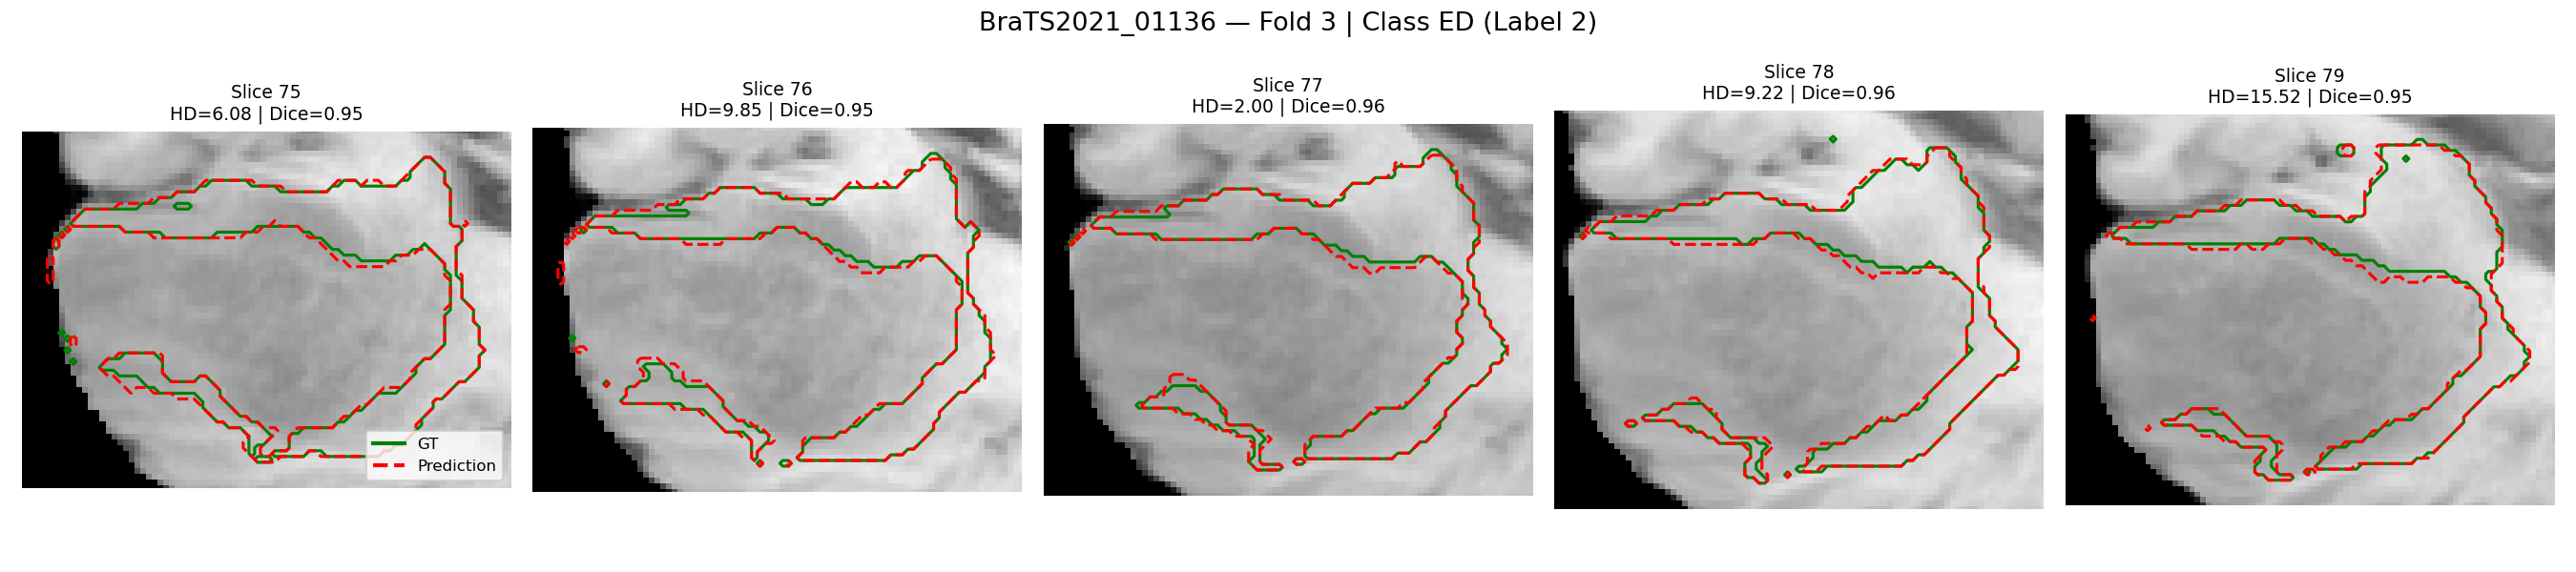 BraTS2021_01136 — Fold 3 | Class ED (Label 2)
Slice 75
HD=6.08 | Dice=0.95
Slice 76
HD=9.85 | Dice=0.95
Slice 77
HD=2.00 | Dice=0.96
Slice 78
HD=9.22 | Dice=0.96
Slice 79
HD=15.52 | Dice=0.95
GT
Prediction